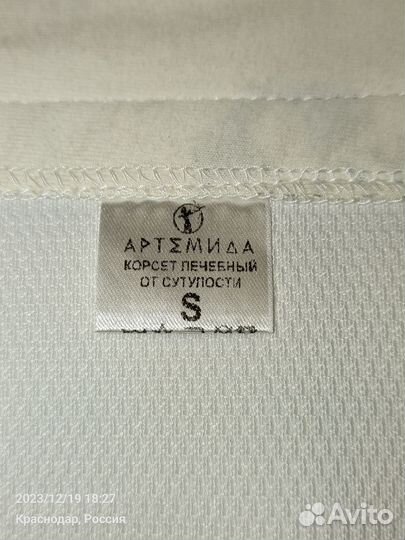 АРТΣМИДА
КОРСЕТ ЛЕЧЕБНЫЙ
ОТ СУТУЛОСТИ
S
2023/12/19 18:27
Краснодар, Россия
Avito